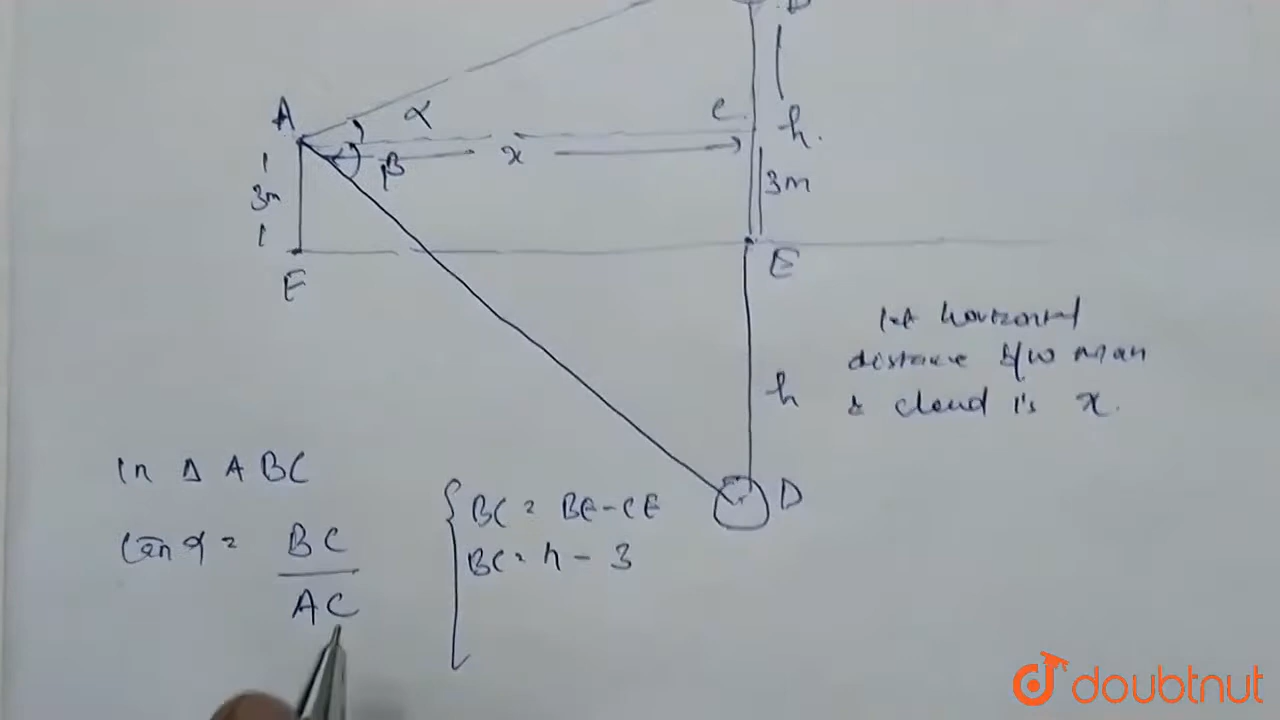 B
A
α
C
h.
β
x
3m
3m
E
E
let horizontal
distance b/w man
& cloud is x.
h
D
In Δ ABC
tan α = BC / AC
BC = BE - CE
BC = h - 3
doubtnut